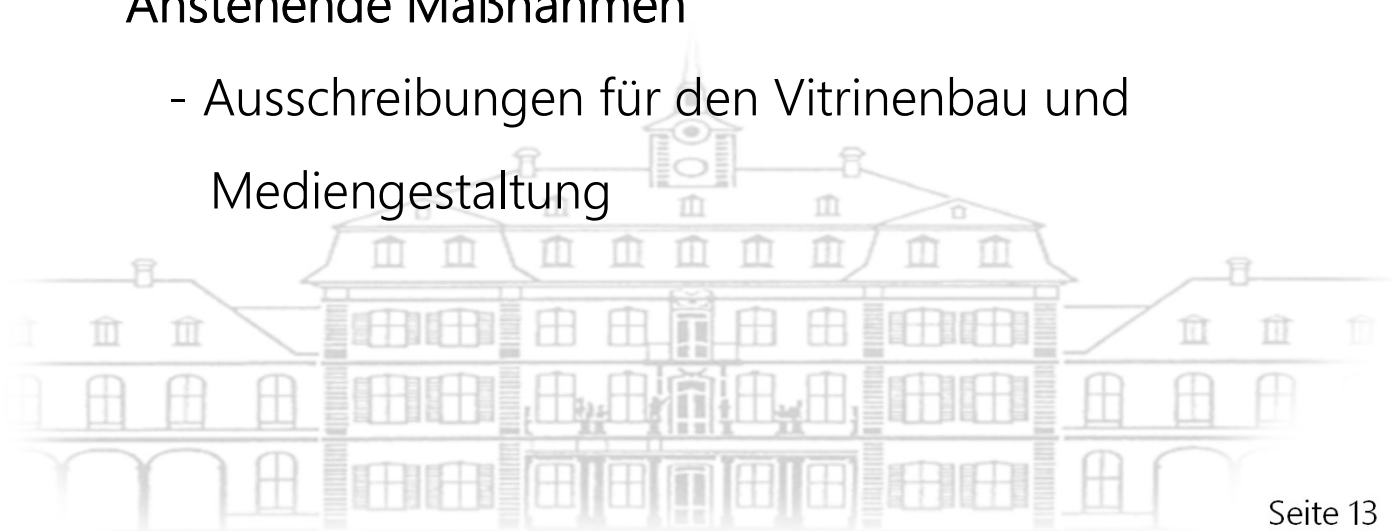 Anstehende Maßnahmen
- Ausschreibungen für den Vitrinenbau und
Mediengestaltung
Seite 13